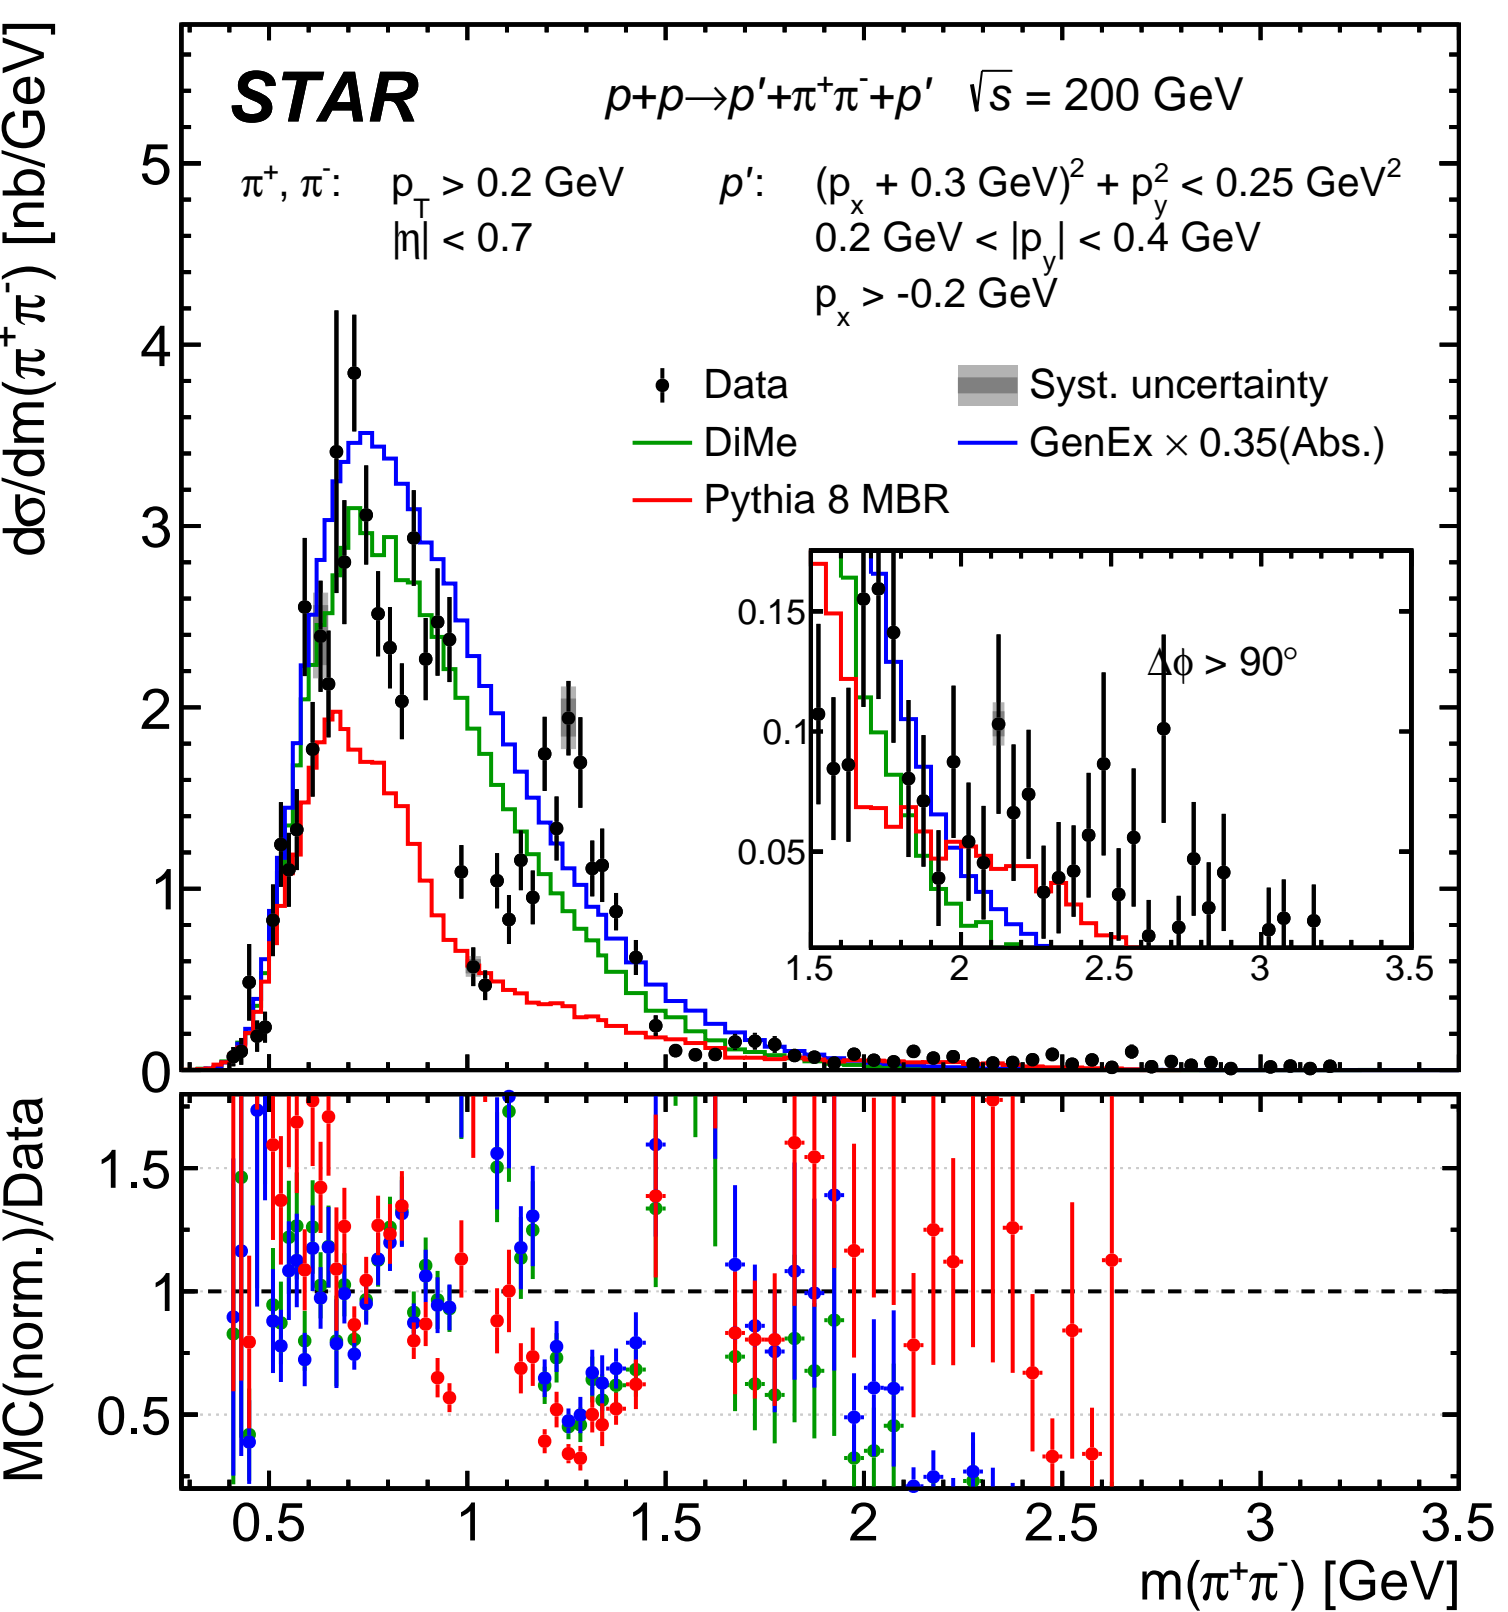 STAR
p+p→p′+π⁺π⁻+p′ √s = 200 GeV
π⁺, π⁻: p_T > 0.2 GeV p′: (p_x + 0.3 GeV)² + p_y² < 0.25 GeV²
|η| < 0.7 0.2 GeV < |p_y| < 0.4 GeV
p_x > -0.2 GeV
Data Syst. uncertainty
DiMe GenEx × 0.35(Abs.)
Pythia 8 MBR
dσ/dm(π⁺π⁻) [nb/GeV]
5
4
3
2
1
0
Δϕ > 90°
0.15
0.1
0.05
1.5 2 2.5 3 3.5
MC(norm.)/Data
1.5
1
0.5
0.5 1 1.5 2 2.5 3 3.5
m(π⁺π⁻) [GeV]